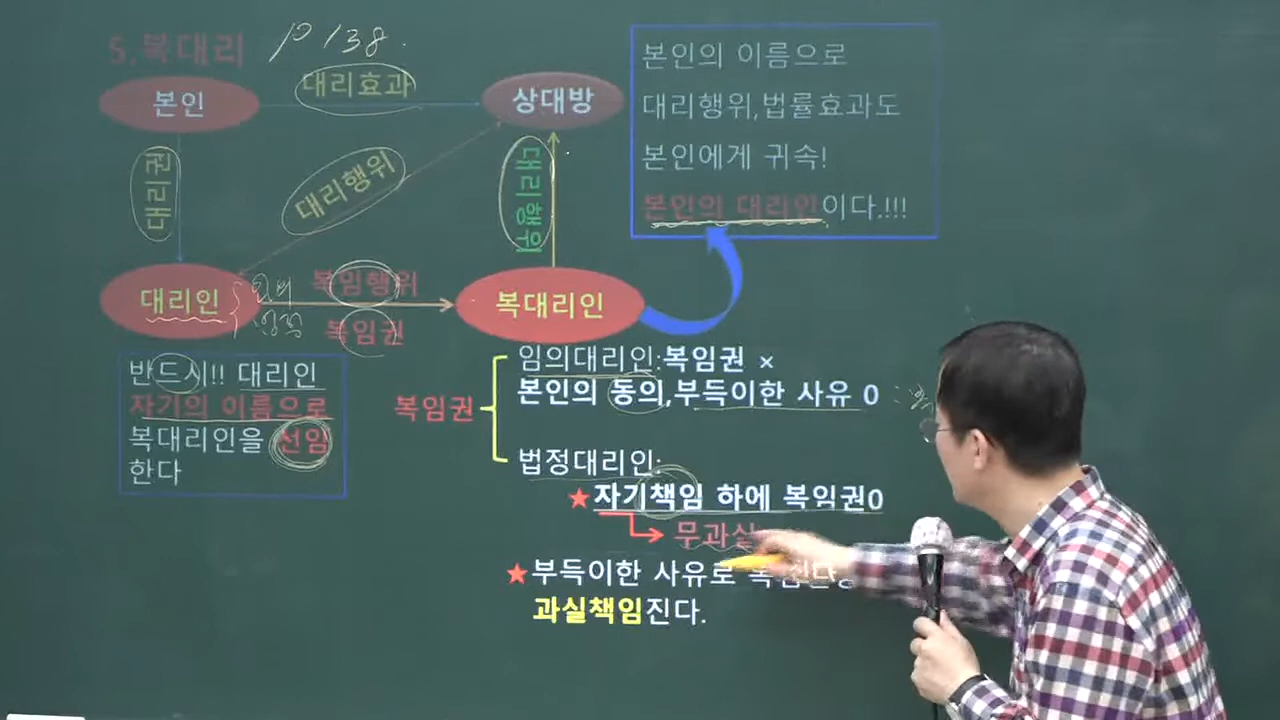 5.복대리 P 138.
본인
대리효과
상대방
대리권
대리행위
대리행위
대리인
복임행위
복임권
복대리인
본인의 이름으로
대리행위,법률효과도
본인에게 귀속!
본인의 대리인이다.!!!
반드시!! 대리인
자기의 이름으로
복대리인을 선임
한다
복임권
임의대리인:복임권 ×
본인의 동의,부득이한 사유 0
법정대리인:
★자기책임 하에 복임권0
무과실
★부득이한 사유로
과실책임진다.